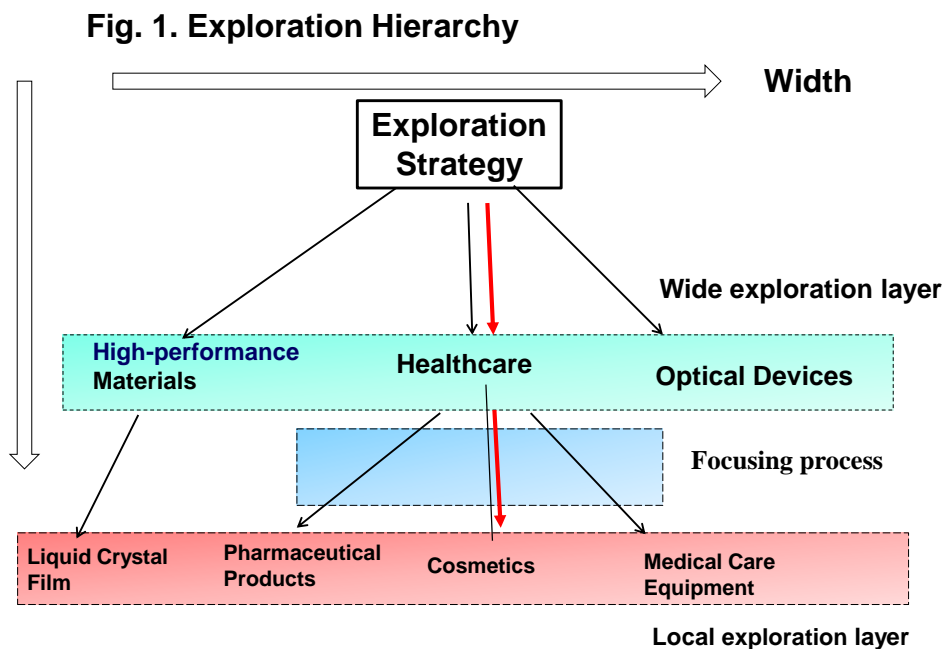 Fig. 1. Exploration Hierarchy
Width
Exploration
Strategy
Wide exploration layer
High-performance
Materials
Healthcare
Optical Devices
Focusing process
Liquid Crystal
Film
Pharmaceutical
Products
Cosmetics
Medical Care
Equipment
Local exploration layer